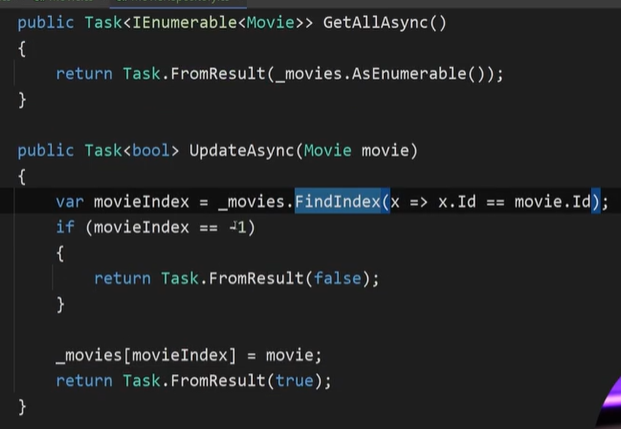 public Task<IEnumerable<Movie>> GetAllAsync()
{
    return Task.FromResult(_movies.AsEnumerable());
}

public Task<bool> UpdateAsync(Movie movie)
{
    var movieIndex = _movies.FindIndex(x => x.Id == movie.Id);
    if (movieIndex == -1)
    {
        return Task.FromResult(false);
    }

    _movies[movieIndex] = movie;
    return Task.FromResult(true);
}